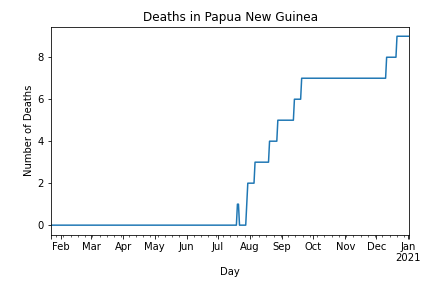 Deaths in Papua New Guinea
Number of Deaths
8
6
4
2
0
Feb Mar Apr May Jun Jul Aug Sep Oct Nov Dec Jan
2021
Day